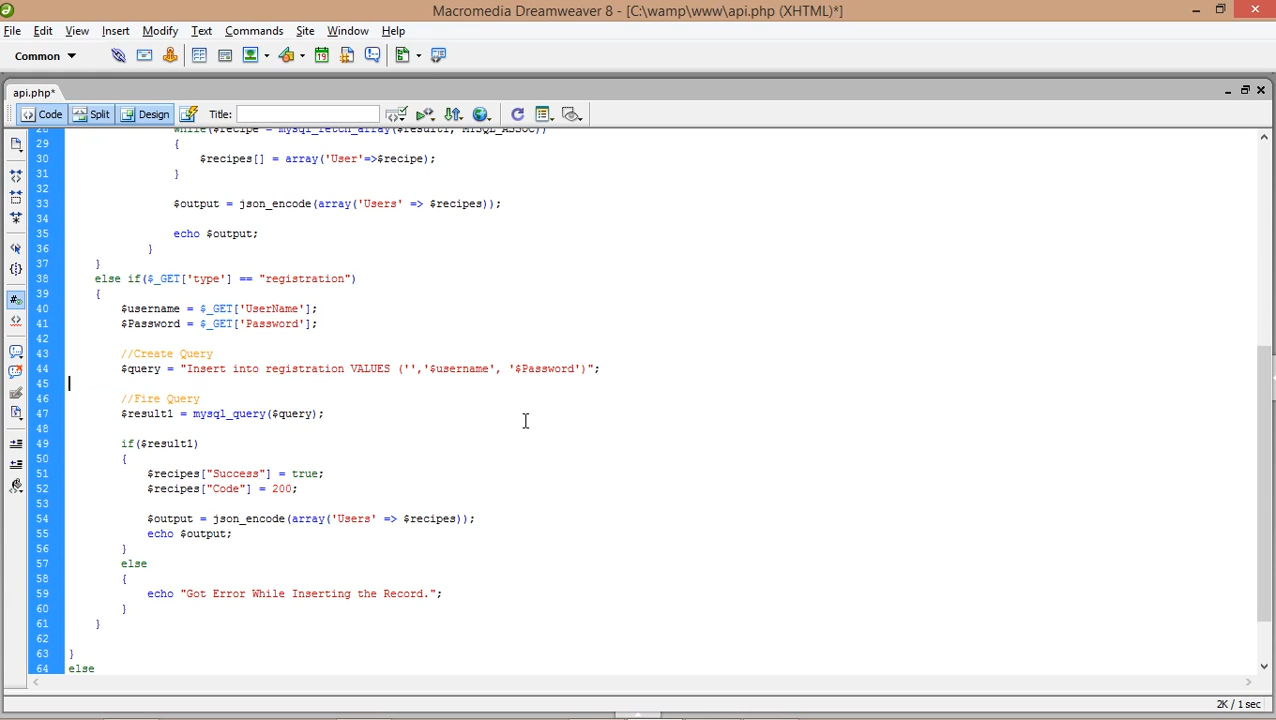 Macromedia Dreamweaver 8 - [C:\wamp\www\api.php (XHTML)*]
File Edit View Insert Modify Text Commands Site Window Help
Common
api.php*
Code Split Design Title:
28 while($recipe = mysql_fetch_array($result1, MYSQL_ASSOC))
29 {
30 $recipes[] = array('User'=>$recipe);
31 }
32
33 $output = json_encode(array('Users' => $recipes));
34
35 echo $output;
36 }
37 }
38 else if($_GET['type'] == "registration")
39 {
40 $username = $_GET['UserName'];
41 $Password = $_GET['Password'];
42
43 //Create Query
44 $query = "Insert into registration VALUES ('','$username', '$Password')";
45
46 //Fire Query
47 $result1 = mysql_query($query);
48
49 if($result1)
50 {
51 $recipes["Success"] = true;
52 $recipes["Code"] = 200;
53
54 $output = json_encode(array('Users' => $recipes));
55 echo $output;
56 }
57 else
58 {
59 echo "Got Error While Inserting the Record.";
60 }
61 }
62
63 }
64 else
2K / 1 sec